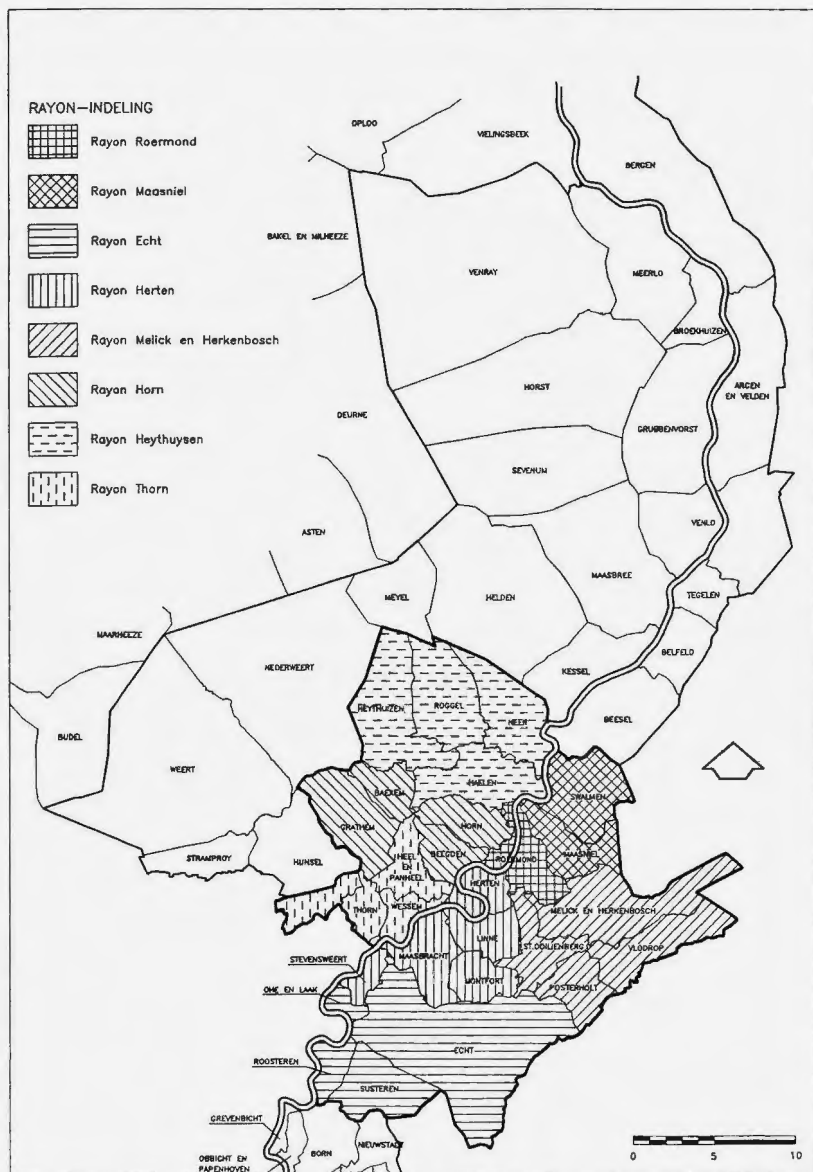 RAYON-INDELING
Rayon Roermond
Rayon Maasniel
Rayon Echt
Rayon Herten
Rayon Melick en Herkenbosch
Rayon Horn
Rayon Heythuysen
Rayon Thorn
OPLOO
VIELINGSBEEK
BERGEN
BAKEL EN MILHEEZE
VENRAY
MEERLO
BROEKHUIZEN
HORST
ARCEN
EN VELDEN
DEURNE
GRUBBENVORST
SEVENUM
VENLO
ASTEN
MAASBREE
TEGELEN
MEYEL
HELDEN
MAARHEEZE
BELFELD
KESSEL
NEDERWEERT
HEYTHUIZEN
ROGGEL
NEER
BEESEL
BUDEL
WEERT
HAELEN
BAEXEM
SWALMEN
GRATHEM
HORN
STRAMPROY
HUNSEL
HEEL
EN
PANHEEL
BEEGDEN
ROERMOND
MAASNIEL
HERTEN
THORN
WESSEM
MELICK EN HERKENBOSCH
LINNE
ST.ODILIENBERG
VLODROP
STEVENSWEERT
MAASBRACHT
MONTFORT
POSTERHOLT
OHE EN LAAK
ECHT
ROOSTEREN
SUSTEREN
GREVENBICHT
OBBICHT EN
PAPENHOVEN
BORN
NIEUWSTADT
0 5 10